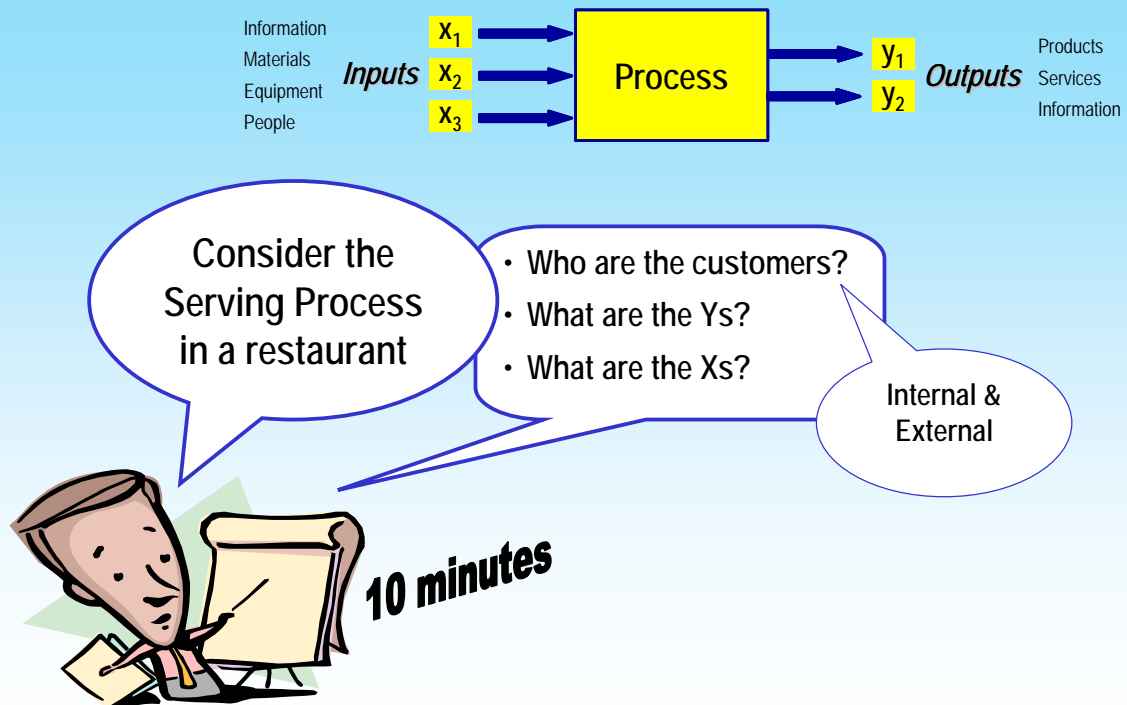 Information
Materials
Equipment
People
Inputs
x1
x2
x3
Process
y1
y2
Outputs
Products
Services
Information
Consider the
Serving Process
in a restaurant
• Who are the customers?
• What are the Ys?
• What are the Xs?
Internal &
External
10 minutes